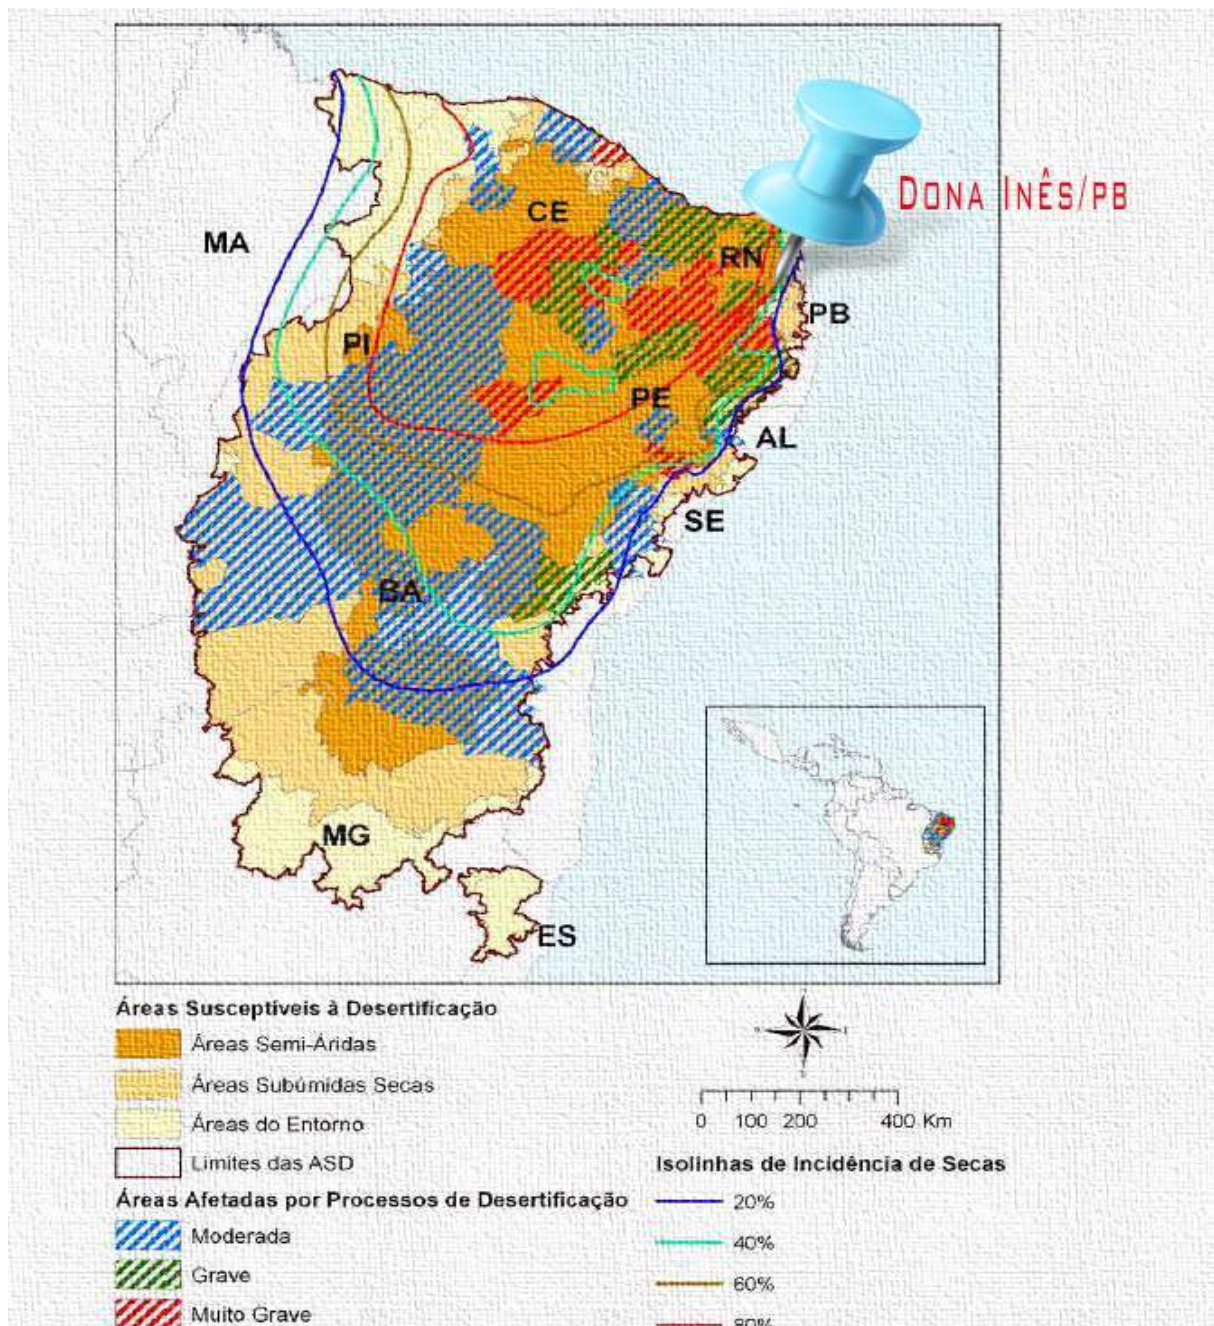 DONA INÊS/PB
CE
MA
RN
PB
PI
PE
AL
SE
BA
MG
ES
Áreas Susceptíveis à Desertificação
Áreas Semi-Áridas
Áreas Subúmidas Secas
Áreas do Entorno
Limites das ASD
Áreas Afetadas por Processos de Desertificação
Moderada
Grave
Muito Grave
0 100 200 400 Km
Isolinhas de Incidência de Secas
20%
40%
60%
80%